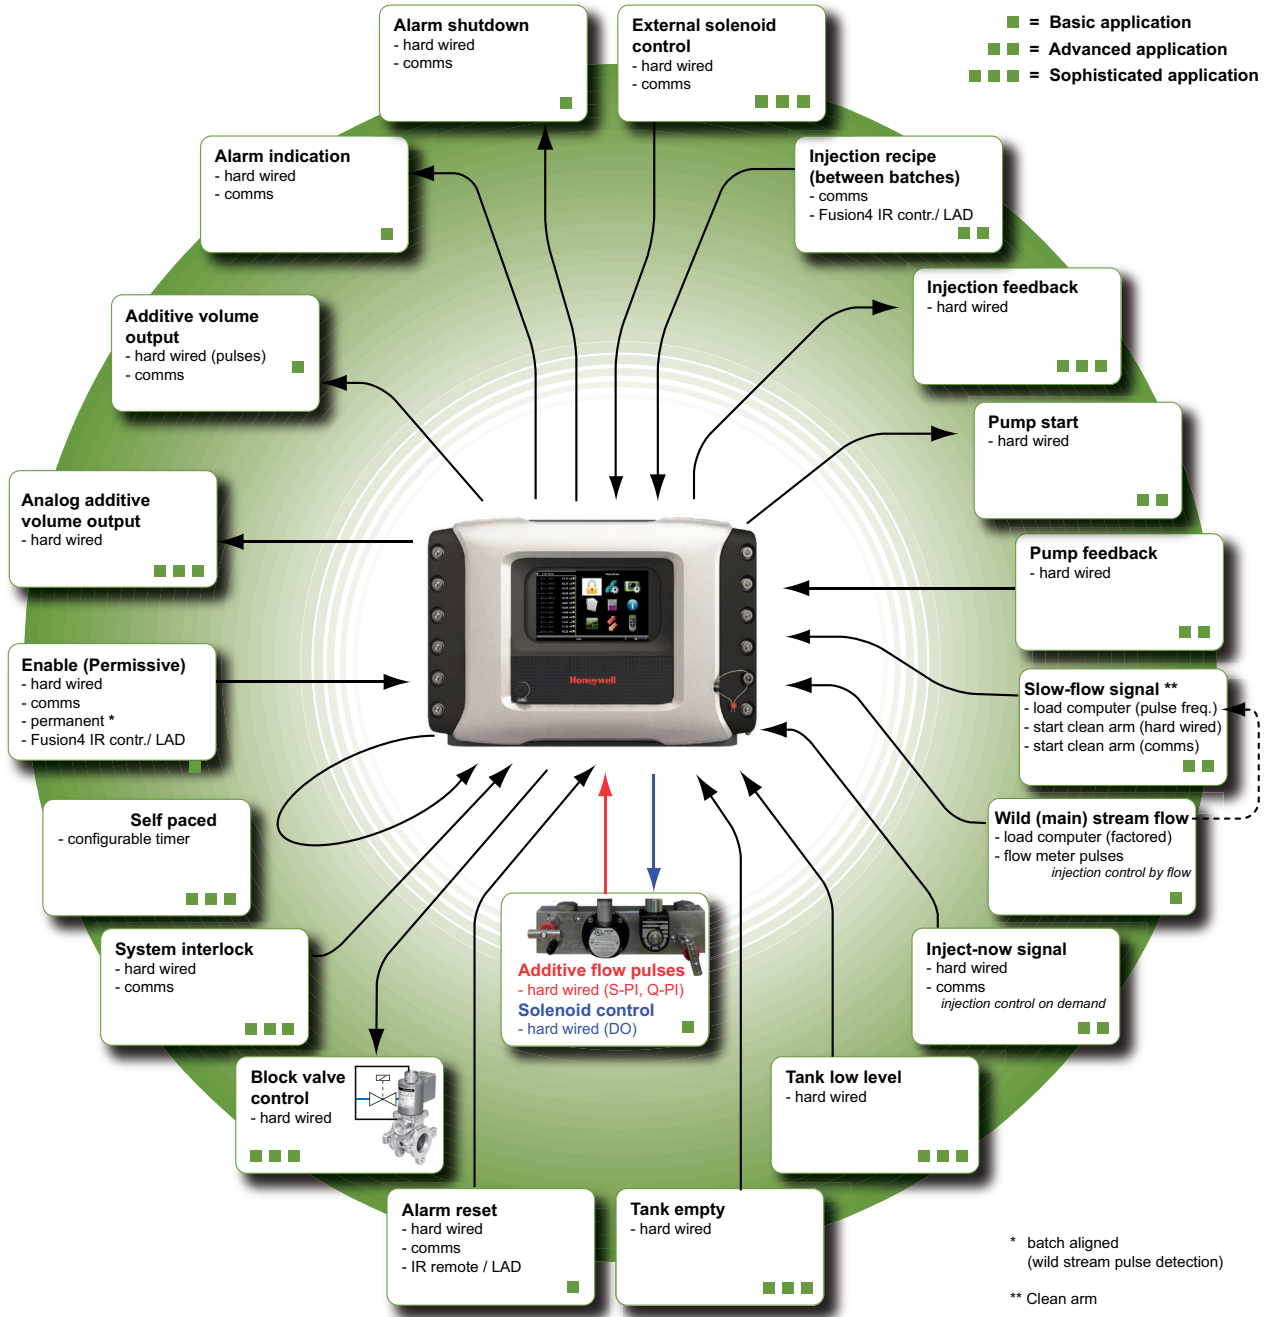 Alarm shutdown
- hard wired
- comms
External solenoid
control
- hard wired
- comms
= Basic application
= Advanced application
= Sophisticated application
Alarm indication
- hard wired
- comms
Injection recipe
(between batches)
- comms
- Fusion4 IR contr./ LAD
Injection feedback
- hard wired
Additive volume
output
- hard wired (pulses)
- comms
Pump start
- hard wired
Analog additive
volume output
- hard wired
Pump feedback
- hard wired
Honeywell
Enable (Permissive)
- hard wired
- comms
- permanent *
- Fusion4 IR contr./ LAD
Slow-flow signal **
- load computer (pulse freq.)
- start clean arm (hard wired)
- start clean arm (comms)
Self paced
- configurable timer
Wild (main) stream flow
- load computer (factored)
- flow meter pulses
injection control by flow
System interlock
- hard wired
- comms
Additive flow pulses
- hard wired (S-PI, Q-PI)
Solenoid control
- hard wired (DO)
Inject-now signal
- hard wired
- comms
injection control on demand
Block valve
control
- hard wired
Tank low level
- hard wired
Alarm reset
- hard wired
- comms
- IR remote / LAD
Tank empty
- hard wired
* batch aligned
(wild stream pulse detection)
** Clean arm